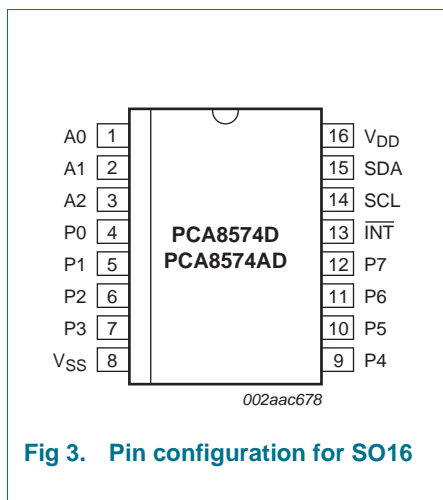 A0 1 16 VDD
A1 2 15 SDA
A2 3 14 SCL
P0 4 PCA8574D 13 INT
P1 5 PCA8574AD 12 P7
P2 6 11 P6
P3 7 10 P5
VSS 8 9 P4
002aac678
Fig 3. Pin configuration for SO16